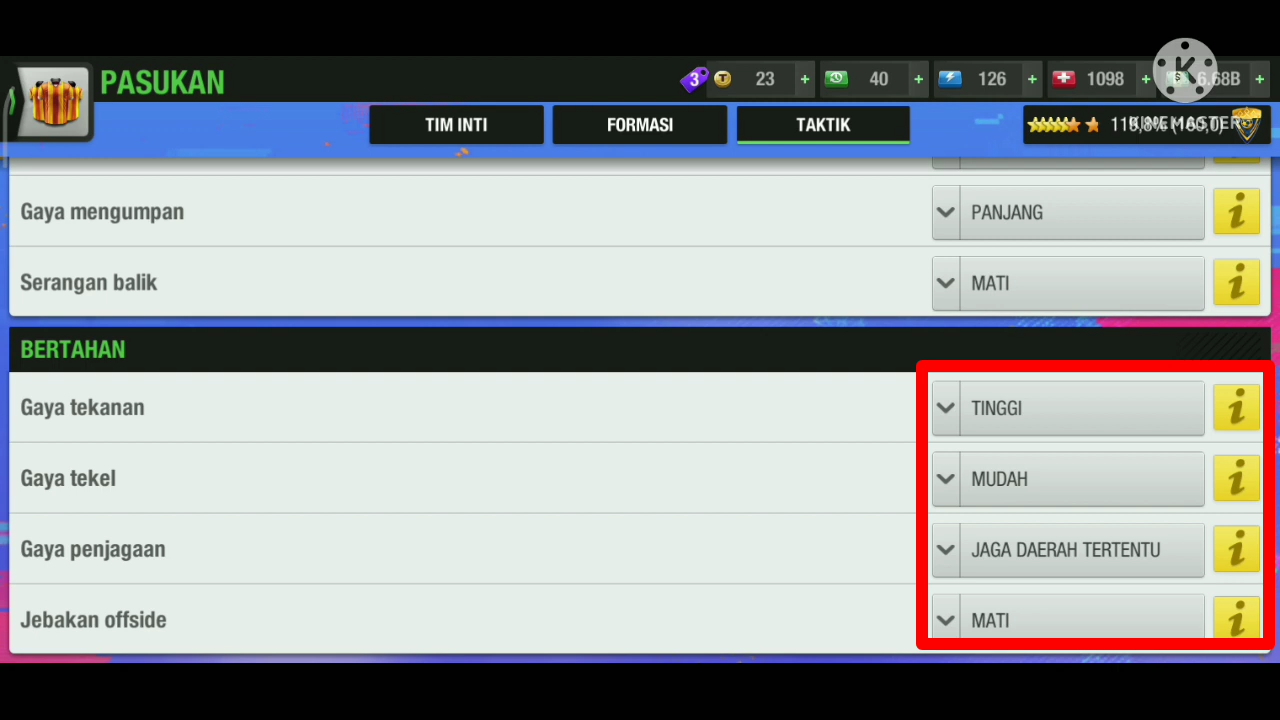 PASUKAN
3 T 23 + 40 + 126 + 1098 + 6.68B +
TIM INTI FORMASI TAKTIK
KINEMASTER
Gaya mengumpan PANJANG i
Serangan balik MATI i
BERTAHAN
Gaya tekanan TINGGI i
Gaya tekel MUDAH i
Gaya penjagaan JAGA DAERAH TERTENTU i
Jebakan offside MATI i